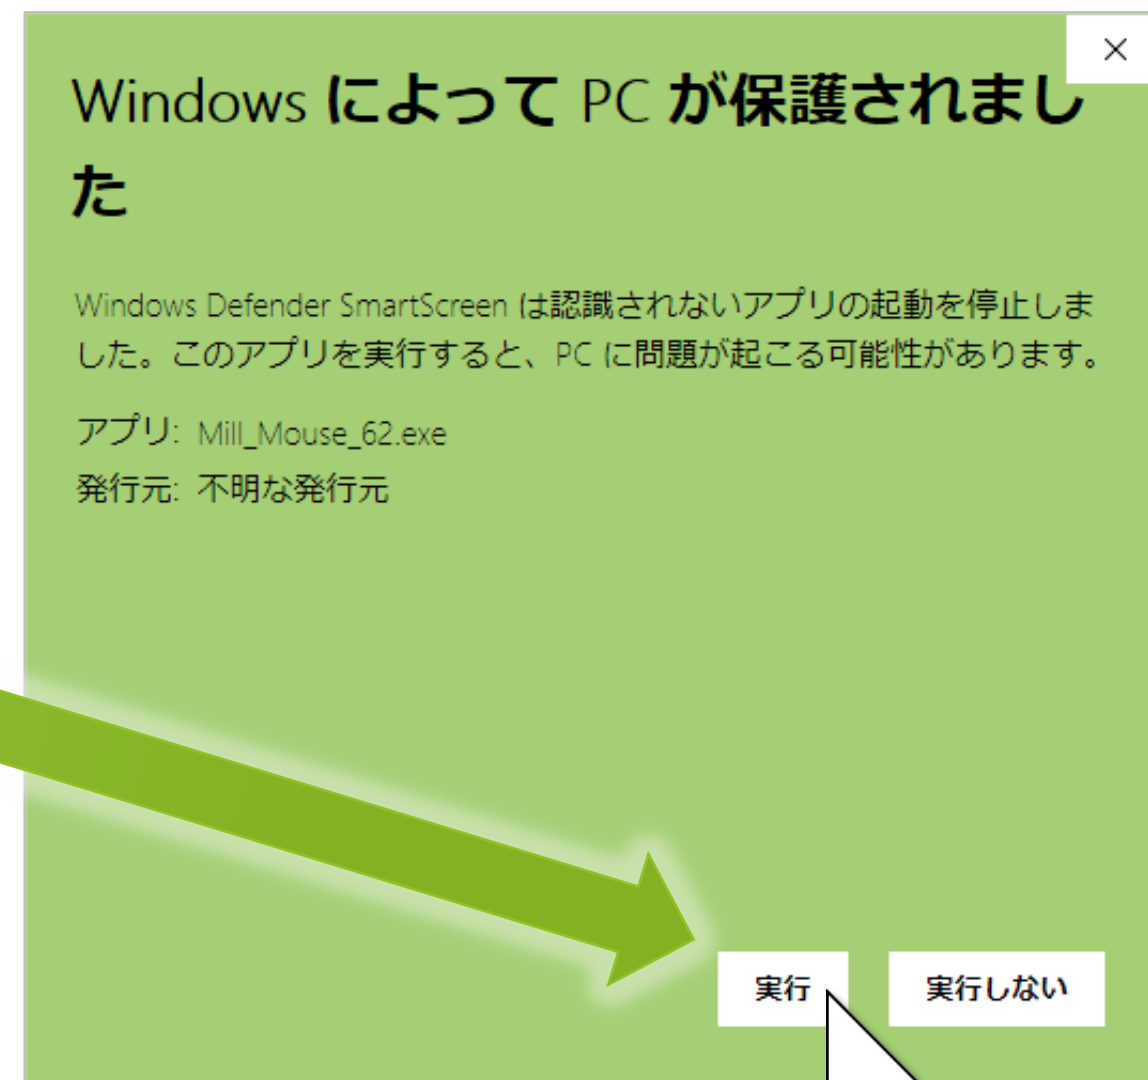 Windows によって PC が保護されまし
た
Windows Defender SmartScreen は認識されないアプリの起動を停止しま
した。このアプリを実行すると、PC に問題が起こる可能性があります。
アプリ: Mill_Mouse_62.exe
発行元: 不明な発行元
実行 実行しない